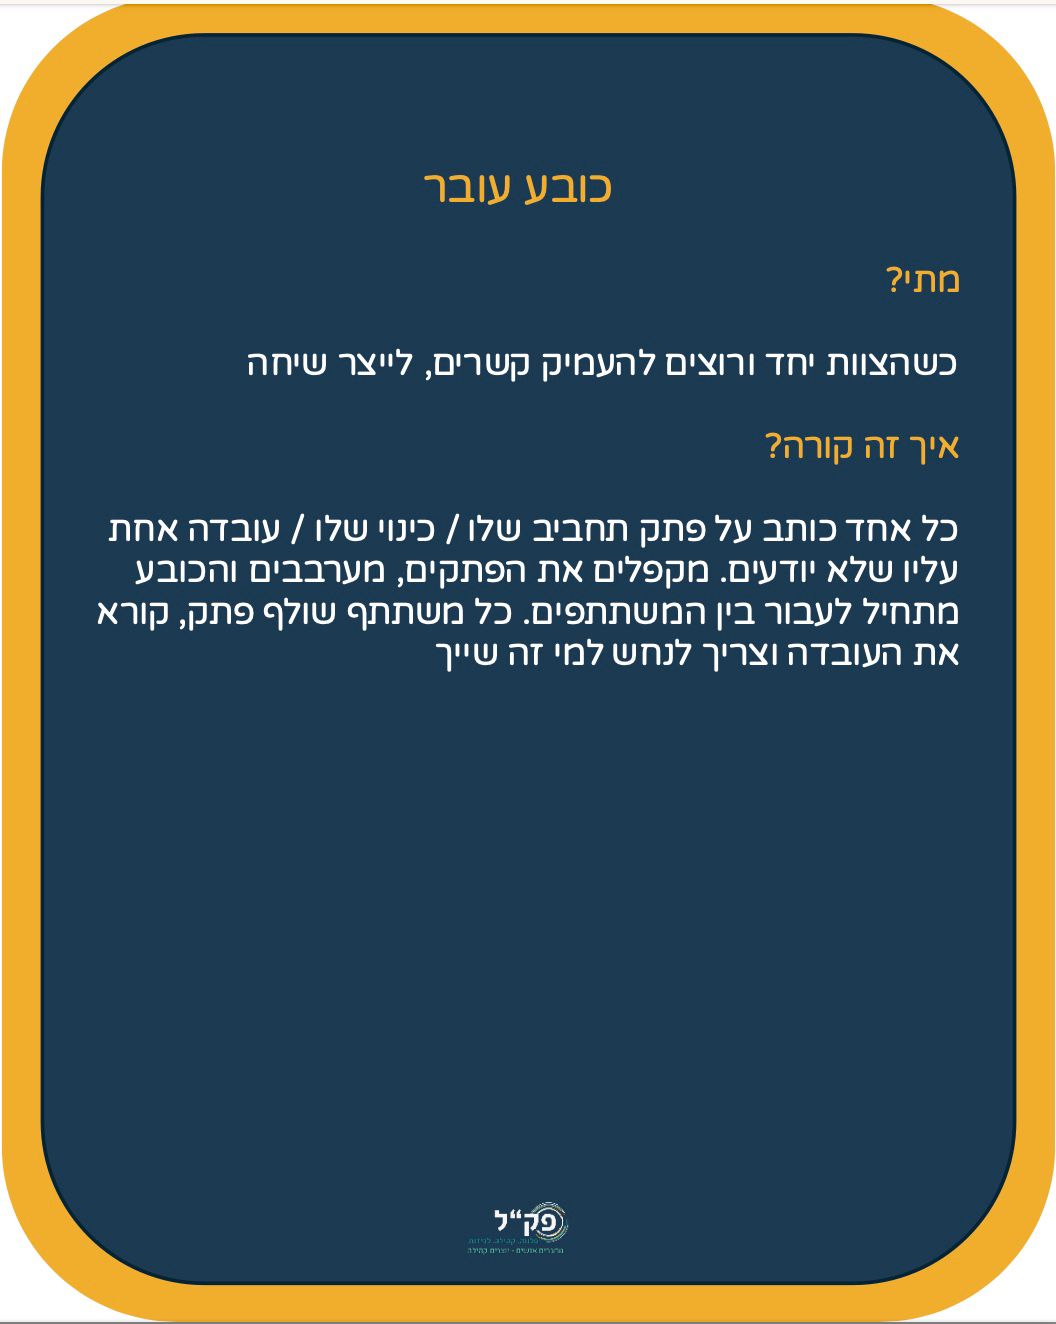 כובע עובר
מתי?
כשהצוות יחד ורוצים להעמיק קשרים, לייצר שיחה
איך זה קורה?
כל אחד כותב על פתק תחביב שלו / כינוי שלו / עובדה אחת
עליו שלא יודעים. מקפלים את הפתקים, מערבבים והכובע
מתחיל לעבור בין המשתתפים. כל משתתף שולף פתק, קורא
את העובדה וצריך לנחש למי זה שייך
פק"ל